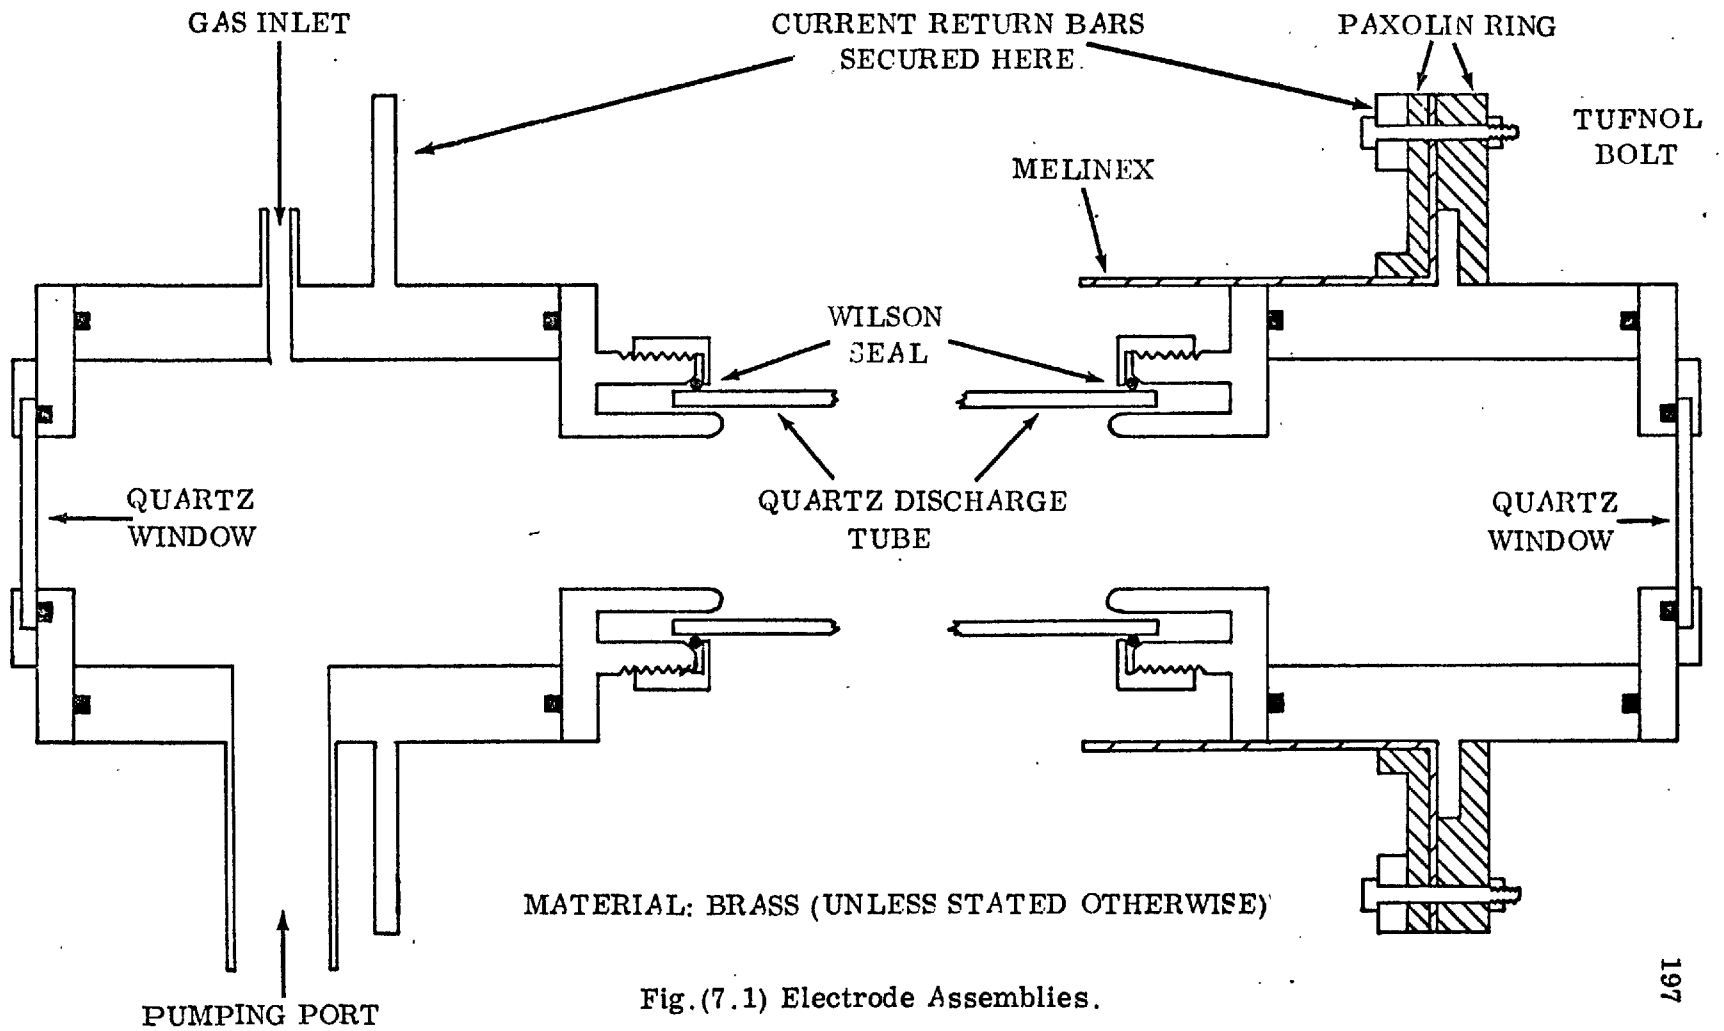 GAS INLET
CURRENT RETURN BARS
SECURED HERE
PAXOLIN RING
TUFNOL
BOLT
MELINEX
WILSON
SEAL
QUARTZ
WINDOW
QUARTZ DISCHARGE
TUBE
QUARTZ
WINDOW
MATERIAL: BRASS (UNLESS STATED OTHERWISE)
PUMPING PORT
Fig.(7.1) Electrode Assemblies.
197